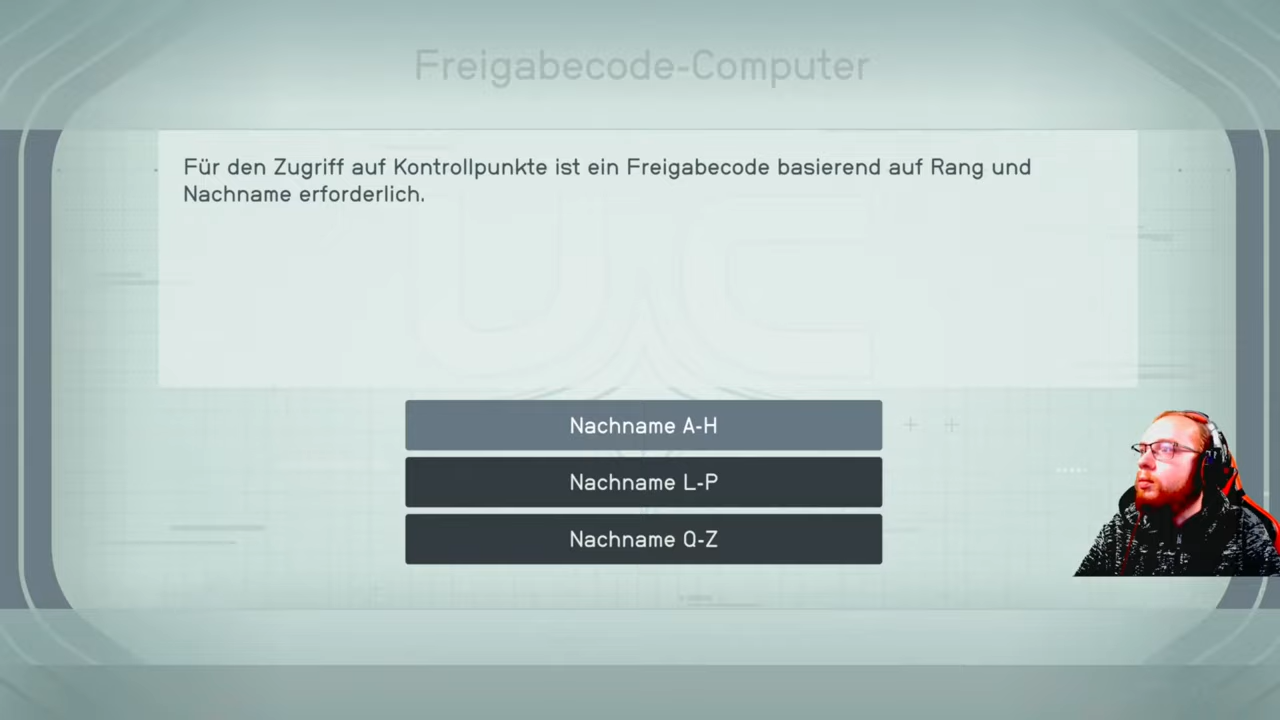 Freigabecode-Computer
Für den Zugriff auf Kontrollpunkte ist ein Freigabecode basierend auf Rang und
Nachname erforderlich.
UC
Nachname A-H
Nachname L-P
Nachname Q-Z